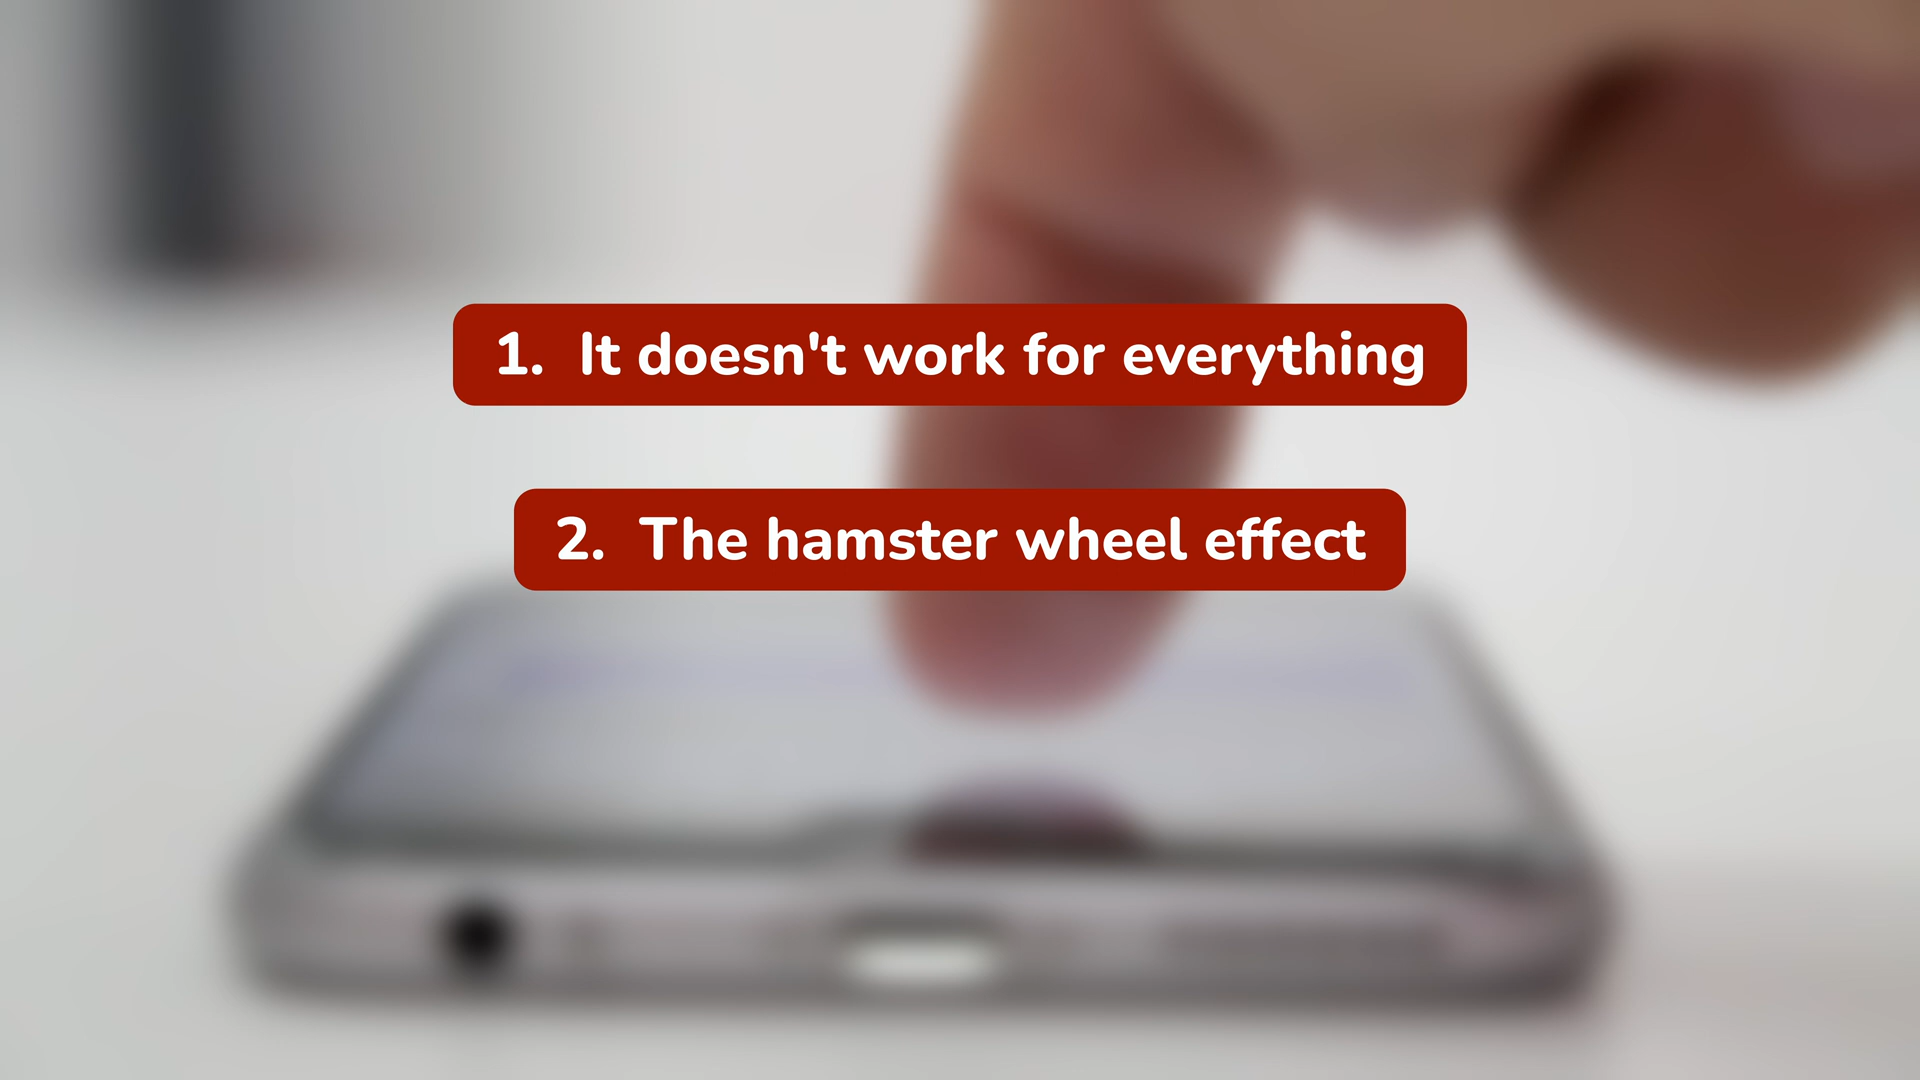 1. It doesn't work for everything
2. The hamster wheel effect